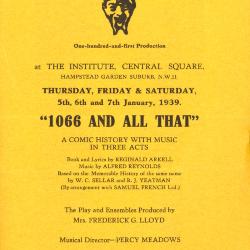 One-hundred-and-first Production
at THE INSTITUTE, CENTRAL SQUARE,
HAMPSTEAD GARDEN SUBURB, N.W.11
THURSDAY, FRIDAY & SATURDAY,
5th, 6th and 7th January, 1939.
"1066 AND ALL THAT"
A COMIC HISTORY WITH MUSIC
IN THREE ACTS
Book and Lyrics by REGINALD ARKELL
Music by ALFRED REYNOLDS
Based on the Memorable History of the same name
by W. C. SELLAR and R. J. YEATMAN
(By arrangement with SAMUEL FRENCH Ltd.)
The Play and Ensembles Produced by
Mrs. FREDERICK G. LLOYD
Musical Director—PERCY MEADOWS